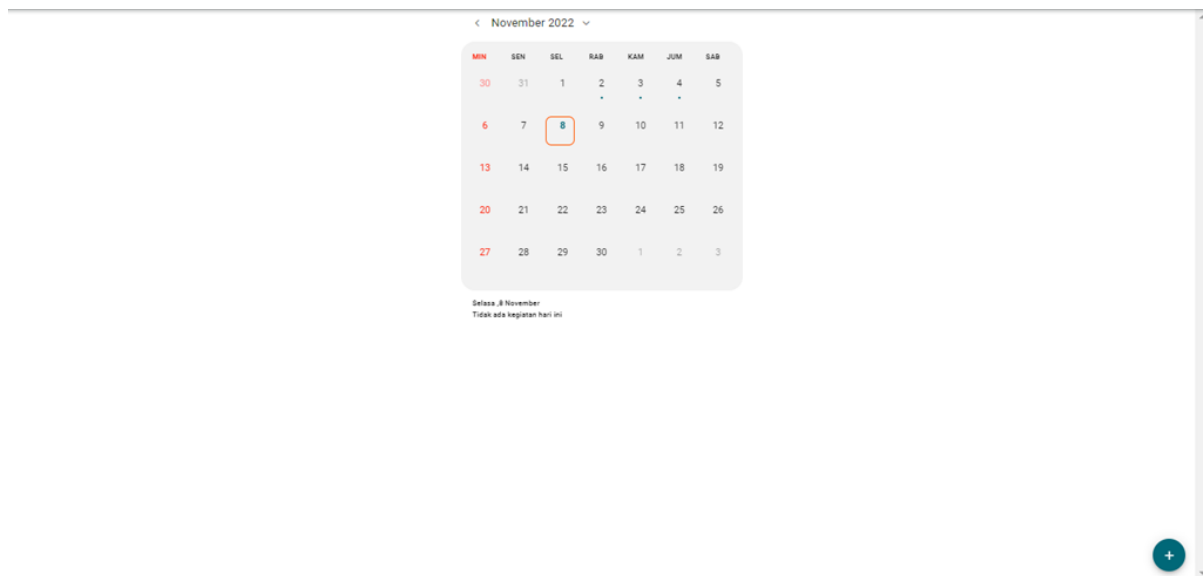 < November 2022
MIN SEN SEL RAB KAM JUM SAB
30 31 1 2 3 4 5
6 7 8 9 10 11 12
13 14 15 16 17 18 19
20 21 22 23 24 25 26
27 28 29 30 1 2 3
Selasa ,8 November
Tidak ada kegiatan hari ini
+